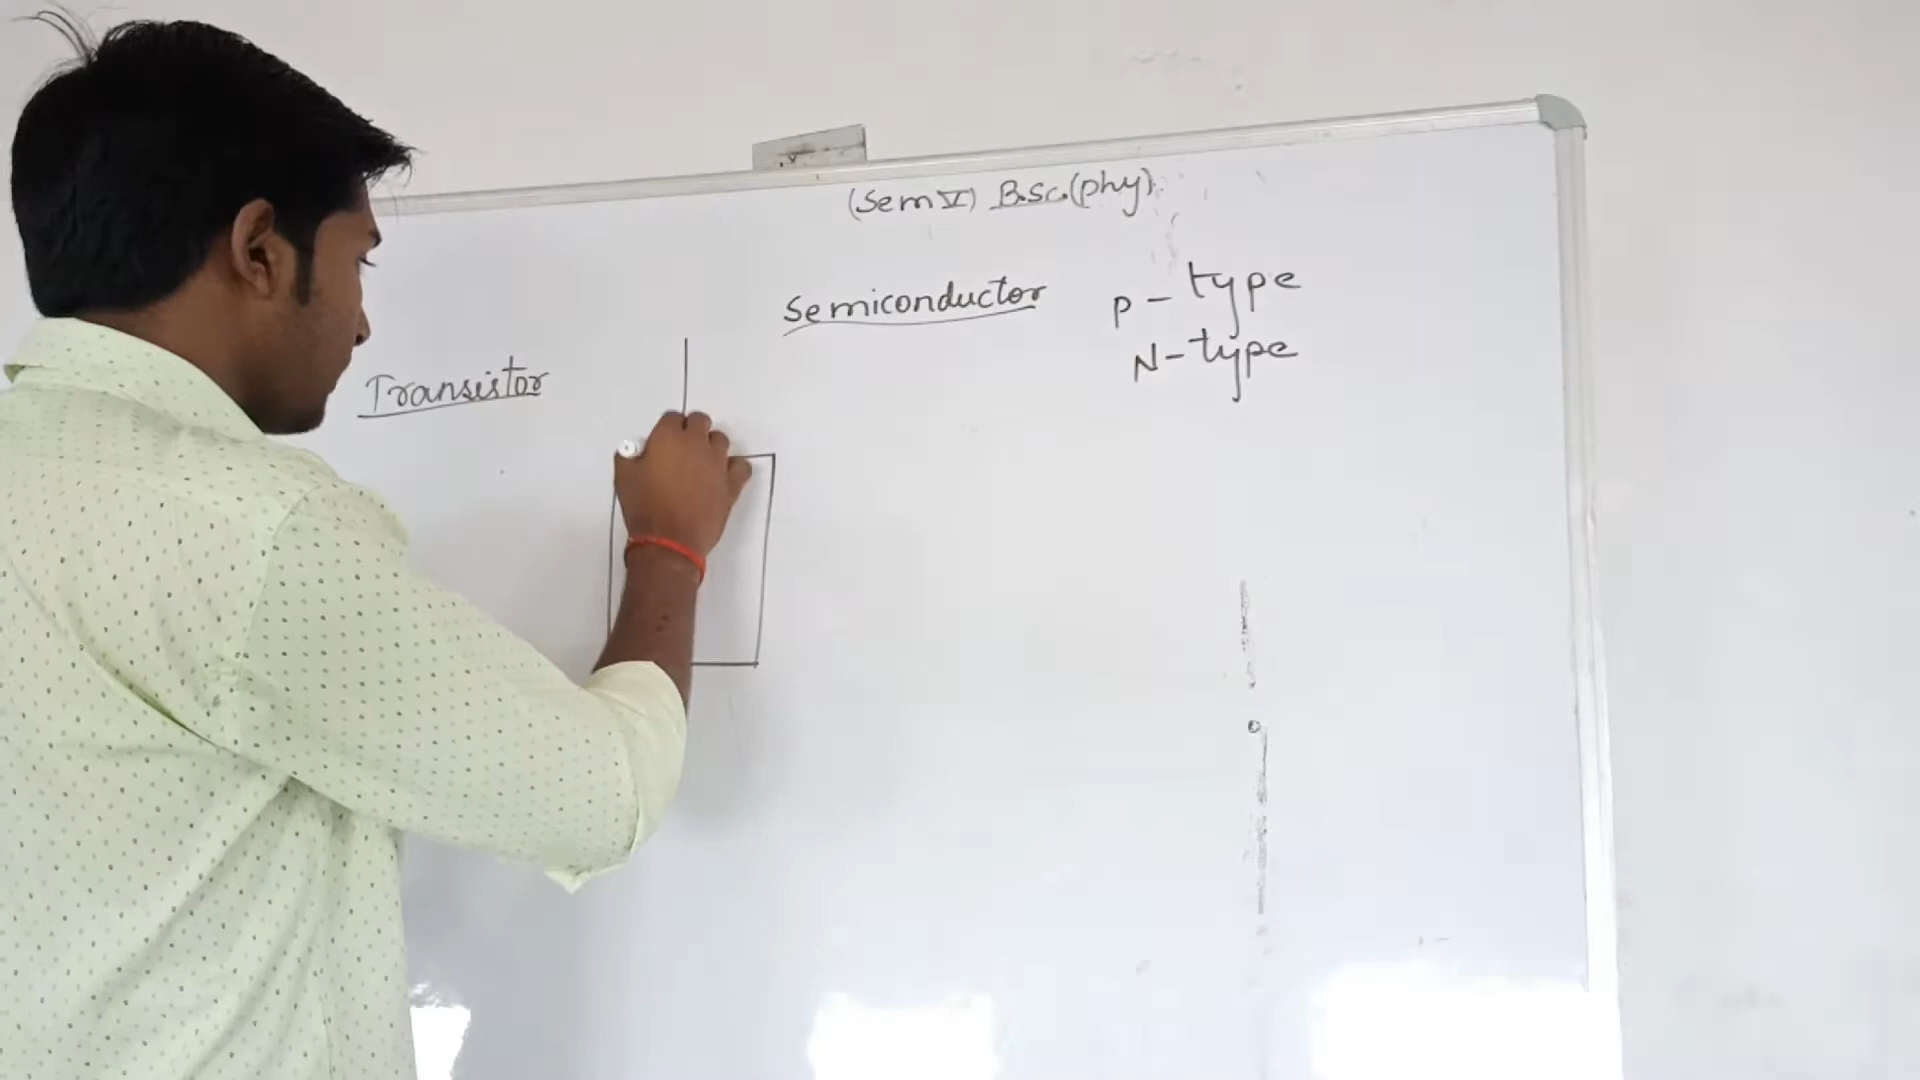 (Sem V) B.Sc.(phy).
Semiconductor
P-type
N-type
Transistor